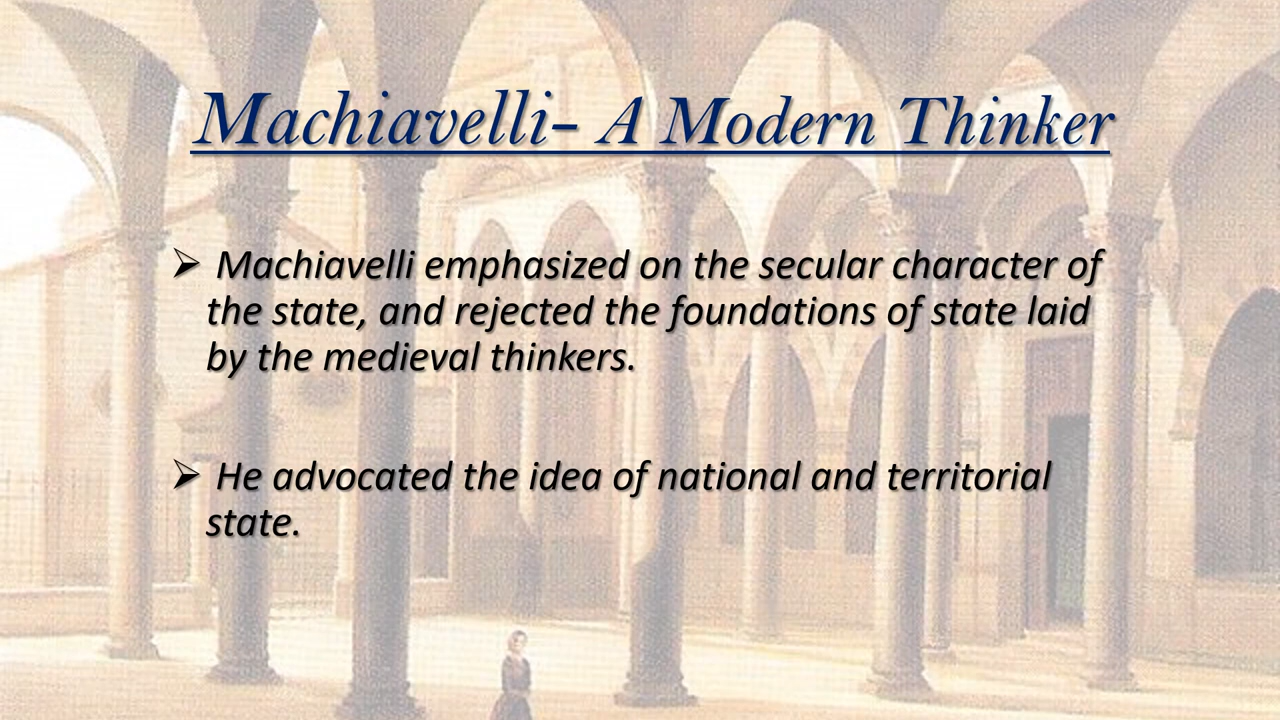 Machiavelli- A Modern Thinker
➢ Machiavelli emphasized on the secular character of
the state, and rejected the foundations of state laid
by the medieval thinkers.
➢ He advocated the idea of national and territorial
state.